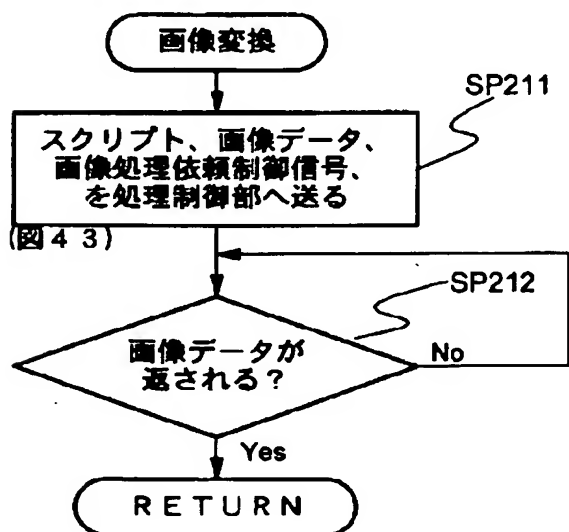 画像変換
SP211
スクリプト、画像データ、
画像処理依頼制御信号、
を処理制御部へ送る
(図43)
SP212
画像データが
返される?
No
Yes
RETURN